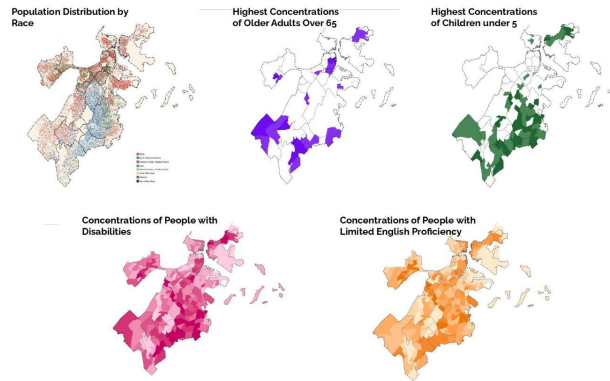 Population Distribution by
Race
Highest Concentrations
of Older Adults Over 65
Highest Concentrations
of Children under 5
Concentrations of People with
Disabilities
Concentrations of People with
Limited English Proficiency